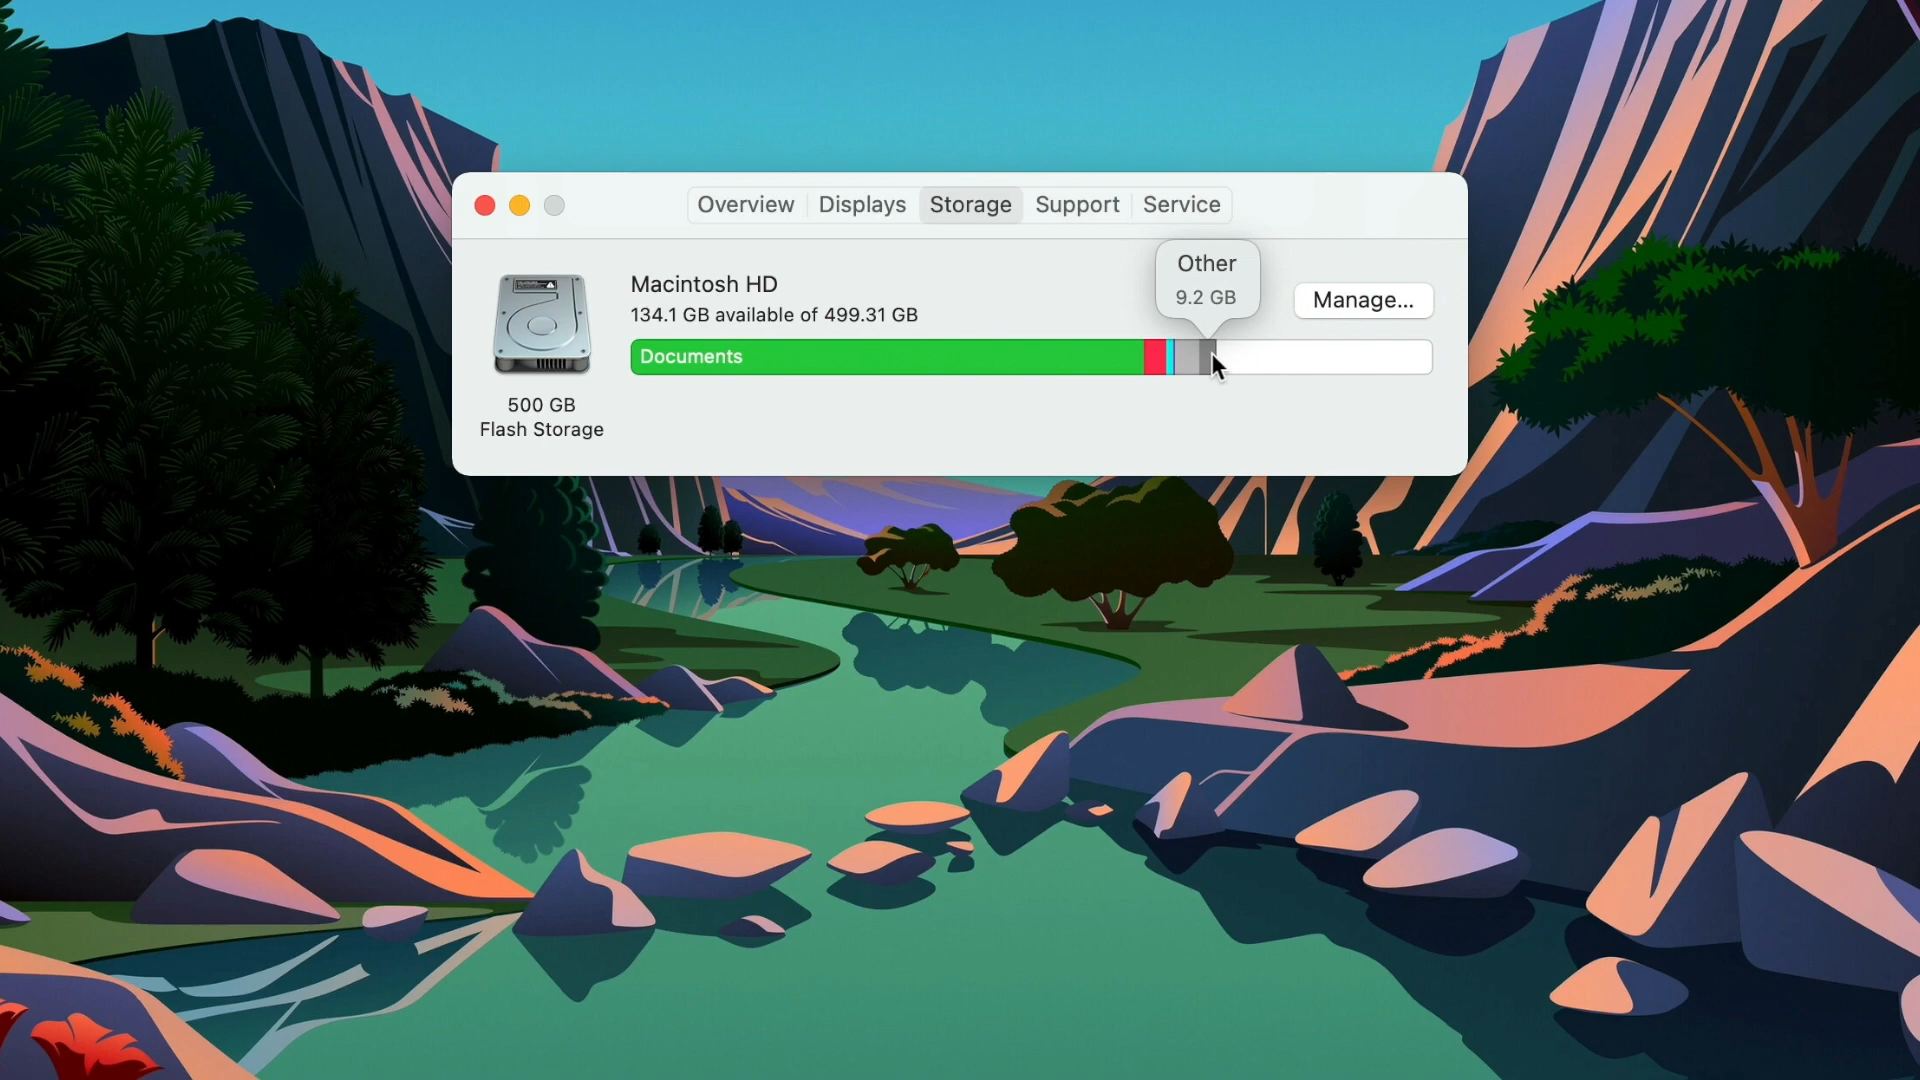 Overview
Displays
Storage
Support
Service
Other
9.2 GB
Macintosh HD
134.1 GB available of 499.31 GB
Manage...
Documents
500 GB
Flash Storage